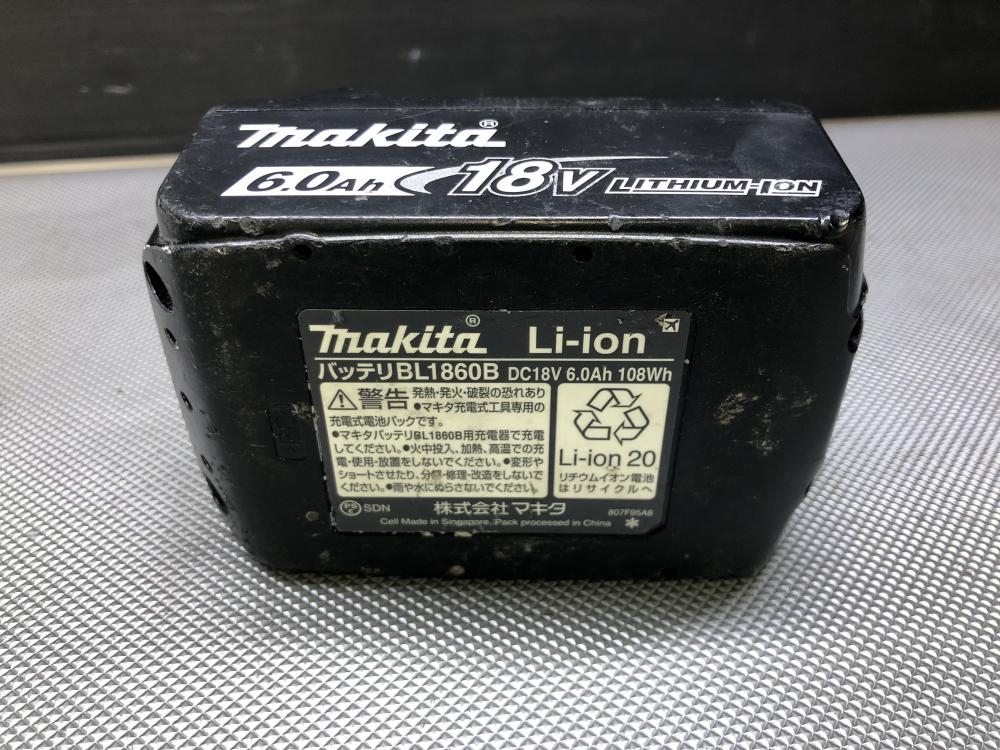 makita®
6.0Ah 18V LITHIUM-ION
makita® Li-ion
バッテリBL1860B DC18V 6.0Ah 108Wh
警告 発熱・発火・破裂の恐れあり
●マキタ充電式工具専用の
充電式電池パックです。
●マキタバッテリBL1860B用充電器で充電
してください。●火中投入、加熱、高温での充
電・使用・放置をしないでください。●変形や
ショートさせたり、分解・修理・改造をしないで
ください。●雨や水にぬらさないでください。
Li-ion 20
リチウムイオン電池
はリサイクルへ
PS SDN 株式会社マキタ 807F95A8
Cell Made in Singapore, Pack processed in China *